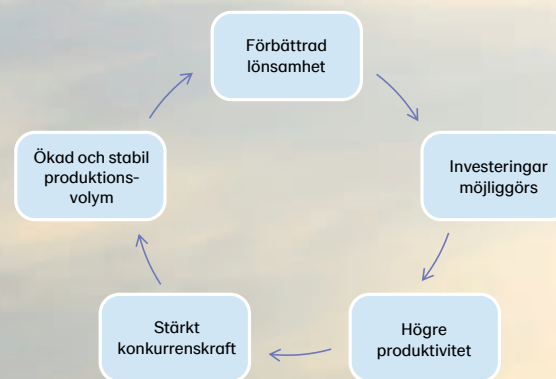 Förbättrad
lönsamhet
Investeringar
möjliggörs
Högre
produktivitet
Stärkt
konkurrenskraft
Ökad och stabil
produktions-
volym